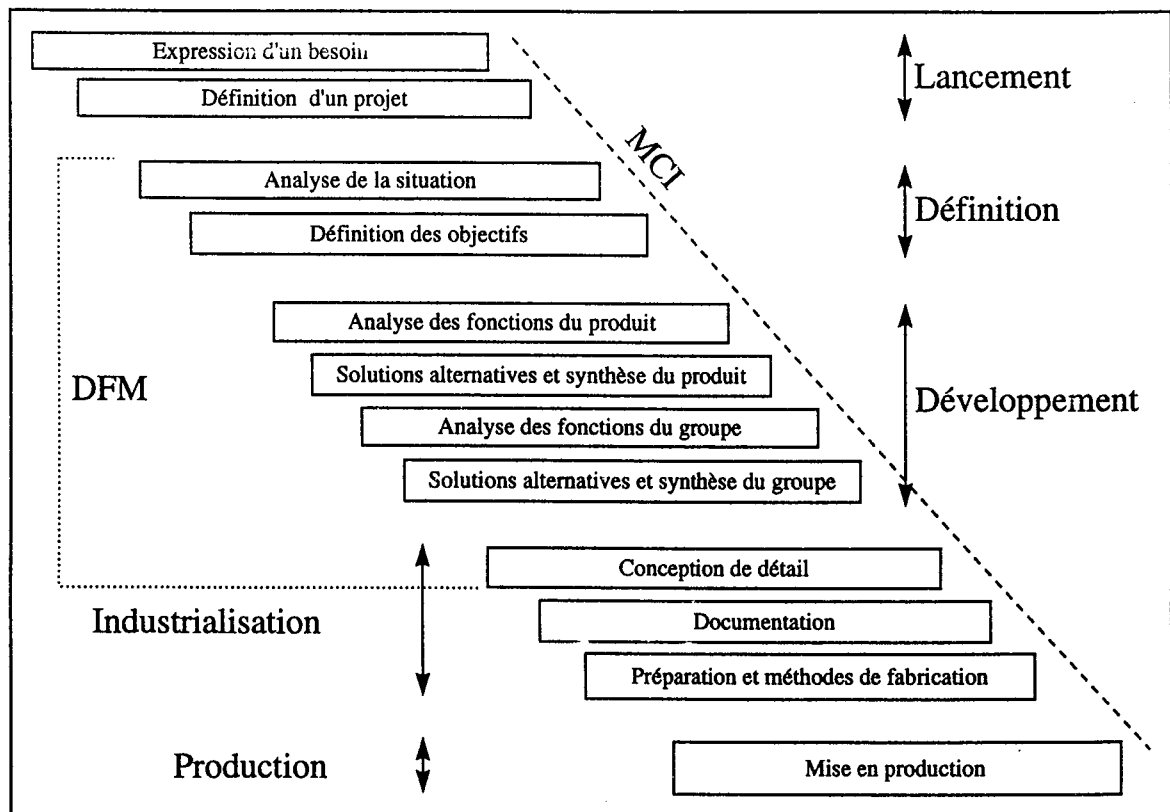 Expression d'un besoin
Lancement
Définition d'un projet
MCI
Analyse de la situation
Définition
Définition des objectifs
Analyse des fonctions du produit
Solutions alternatives et synthèse du produit
DFM
Développement
Analyse des fonctions du groupe
Solutions alternatives et synthèse du groupe
Conception de détail
Industrialisation
Documentation
Préparation et méthodes de fabrication
Production
Mise en production